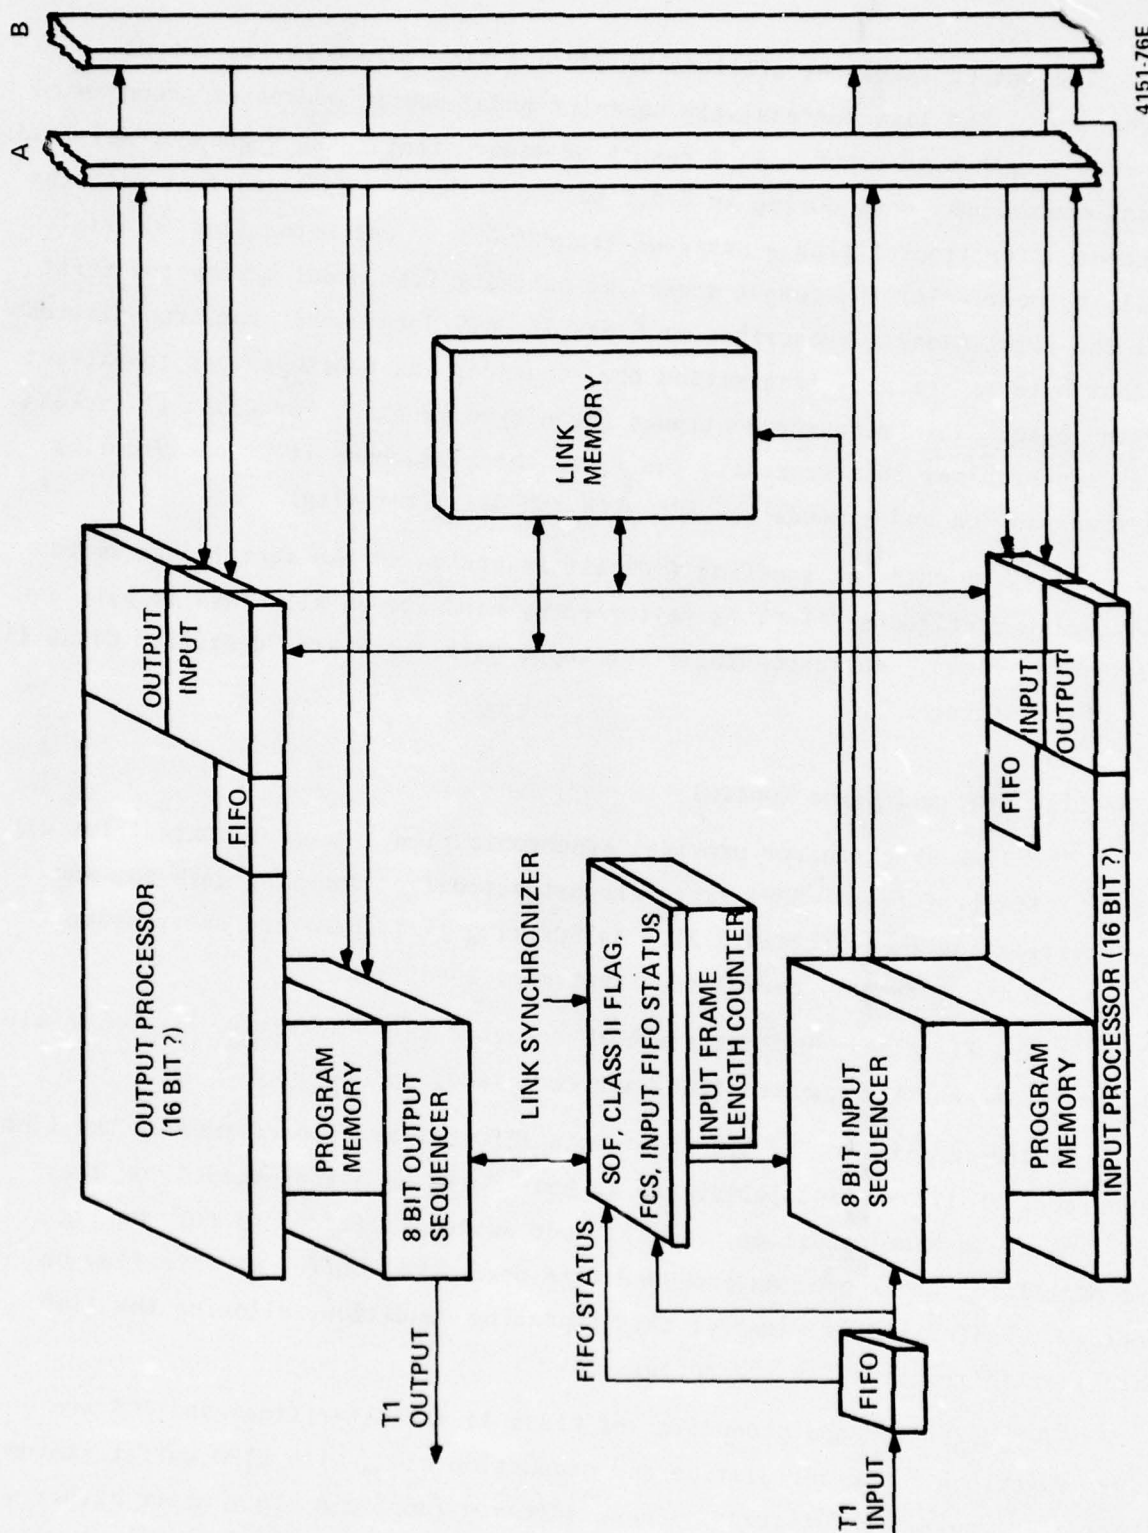 A
B
OUTPUT PROCESSOR
(16 BIT ?)
OUTPUT
INPUT
FIFO
PROGRAM
MEMORY
8 BIT OUTPUT
SEQUENCER
T1
OUTPUT
LINK SYNCHRONIZER
LINK
MEMORY
SOF, CLASS II FLAG,
FCS, INPUT FIFO STATUS
INPUT FRAME
LENGTH COUNTER
FIFO STATUS
FIFO
T1
INPUT
8 BIT INPUT
SEQUENCER
PROGRAM
MEMORY
FIFO
INPUT
OUTPUT
INPUT PROCESSOR (16 BIT ?)
4151-76E